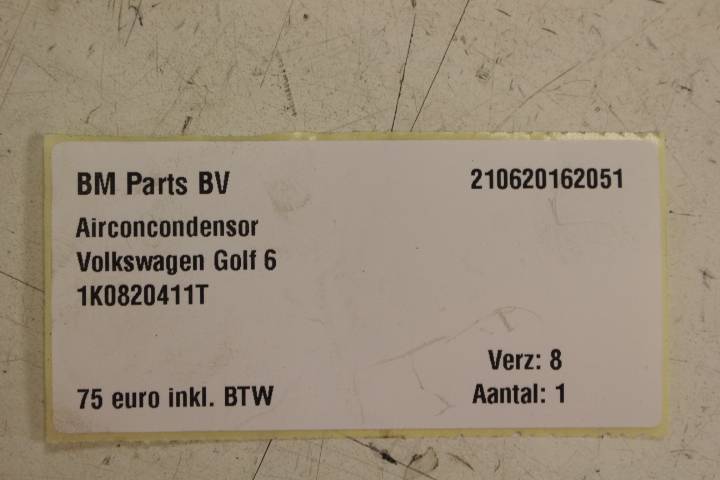 BM Parts BV 210620162051
Airconcondensor
Volkswagen Golf 6
1K0820411T
Verz: 8
75 euro inkl. BTW Aantal: 1